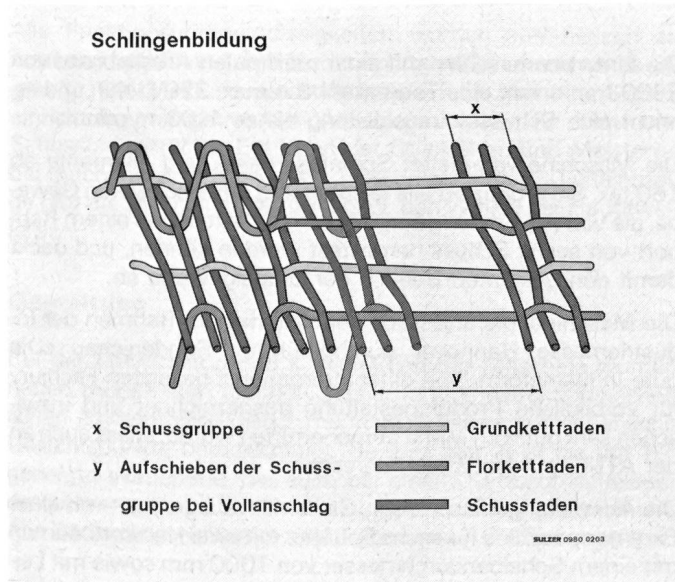 Schlingenbildung
x
y
x Schussgruppe
y Aufschieben der Schuss-
gruppe bei Vollanschlag
Grundkettfaden
Florkettfaden
Schussfaden
SULZER 0980 0203